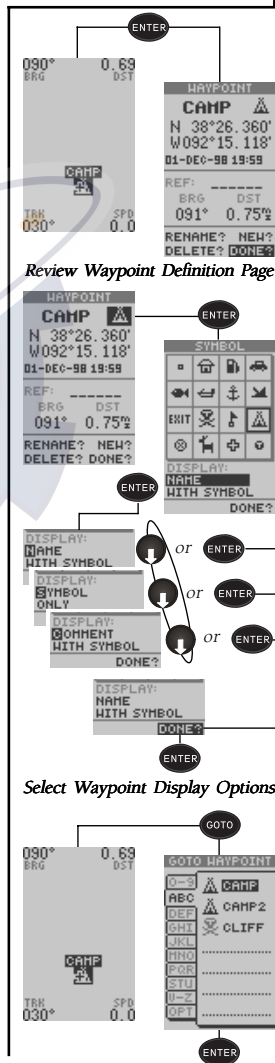 ENTER
090° 0.69
BRG DST
CAMP
TRK SPD
030° 0.0
WAYPOINT
CAMP
N 38°26.360'
W092°15.118'
01-DEC-98 19:59
REF: ______
BRG DST
091° 0.75
RENAME? NEW?
DELETE? DONE?
Review Waypoint Definition Page
WAYPOINT
CAMP
N 38°26.360'
W092°15.118'
01-DEC-98 19:59
REF: ______
BRG DST
091° 0.75
RENAME? NEW?
DELETE? DONE?
ENTER
SYMBOL
EXIT
DISPLAY:
NAME
WITH SYMBOL
DONE?
ENTER
DISPLAY:
NAME
WITH SYMBOL
or ENTER
DISPLAY:
SYMBOL
ONLY
or ENTER
DISPLAY:
COMMENT
WITH SYMBOL
DONE?
or ENTER
DISPLAY:
NAME
WITH SYMBOL
DONE?
ENTER
Select Waypoint Display Options
GOTO
090° 0.69
BRG DST
CAMP
TRK SPD
030° 0.0
GOTO WAYPOINT
0-9
ABC
DEF
GHI
JKL
MNO
PQR
STU
V-Z
OPT
CAMP
CAMP2
CLIFF
ENTER